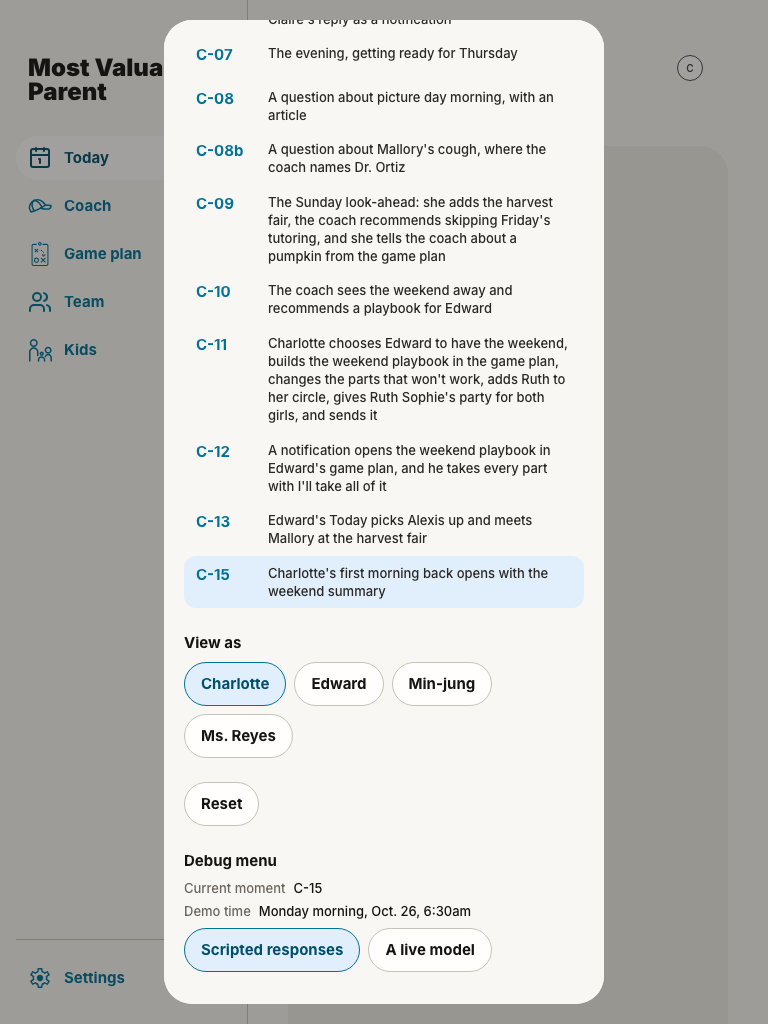 Most Valua
Parent
C
Today
Coach
Game plan
Team
Kids
Settings
Claire's reply as a notification
C-07 The evening, getting ready for Thursday
C-08 A question about picture day morning, with an
article
C-08b A question about Mallory's cough, where the
coach names Dr. Ortiz
C-09 The Sunday look-ahead: she adds the harvest
fair, the coach recommends skipping Friday's
tutoring, and she tells the coach about a
pumpkin from the game plan
C-10 The coach sees the weekend away and
recommends a playbook for Edward
C-11 Charlotte chooses Edward to have the weekend,
builds the weekend playbook in the game plan,
changes the parts that won't work, adds Ruth to
her circle, gives Ruth Sophie's party for both
girls, and sends it
C-12 A notification opens the weekend playbook in
Edward's game plan, and he takes every part
with I'll take all of it
C-13 Edward's Today picks Alexis up and meets
Mallory at the harvest fair
C-15 Charlotte's first morning back opens with the
weekend summary
View as
Charlotte Edward Min-jung
Ms. Reyes
Reset
Debug menu
Current moment C-15
Demo time Monday morning, Oct. 26, 6:30am
Scripted responses A live model